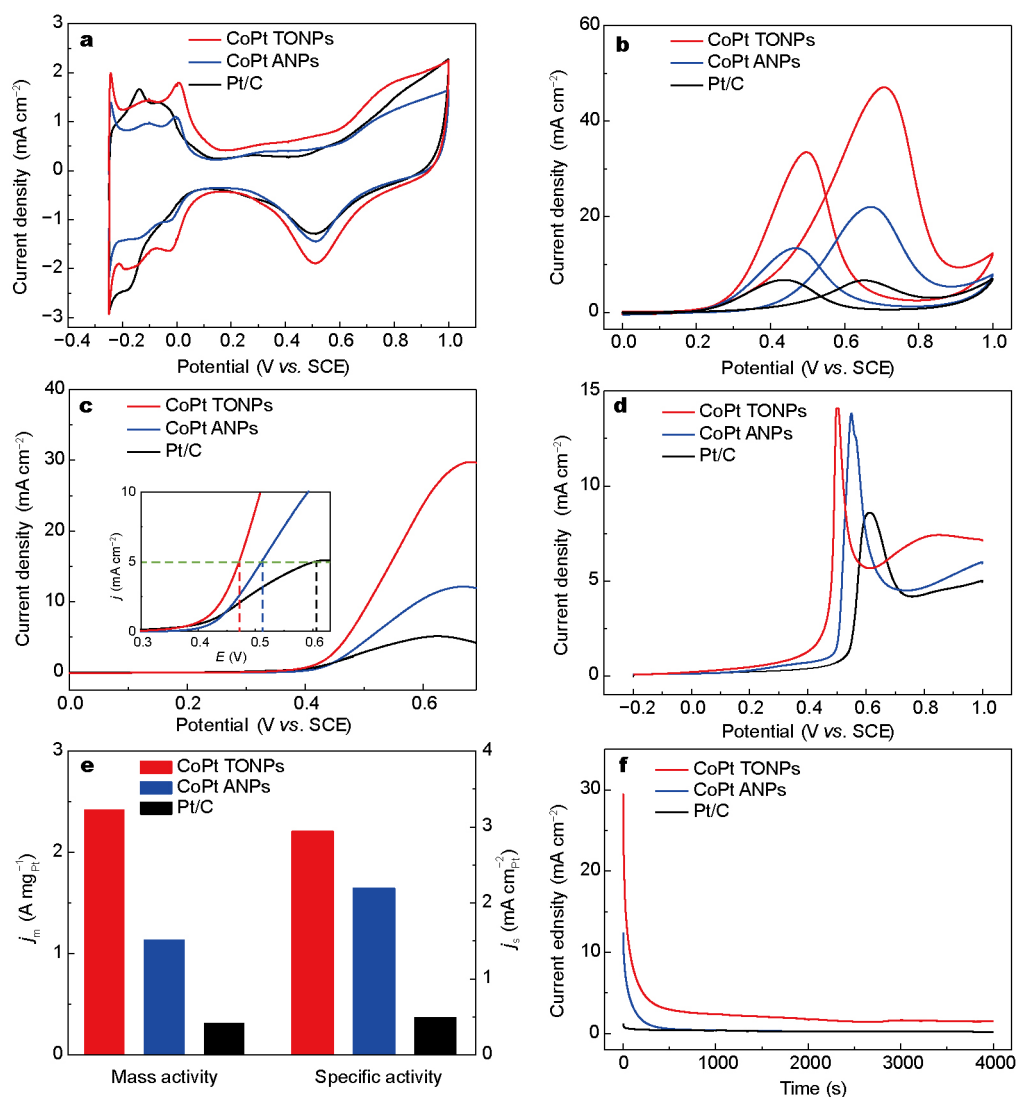 a
CoPt TONPs
CoPt ANPs
Pt/C
3
2
1
0
−1
−2
−3
Current density (mA cm⁻²)
−0.4 −0.2 0.0 0.2 0.4 0.6 0.8 1.0
Potential (V vs. SCE)
b
CoPt TONPs
CoPt ANPs
Pt/C
60
40
20
0
Current density (mA cm⁻²)
0.0 0.2 0.4 0.6 0.8 1.0
Potential (V vs. SCE)
c
CoPt TONPs
CoPt ANPs
Pt/C
40
30
20
10
0
Current density (mA cm⁻²)
10
5
0
j (mA cm⁻²)
0.3 0.4 0.5 0.6
E (V)
0.0 0.2 0.4 0.6
Potential (V vs. SCE)
d
CoPt TONPs
CoPt ANPs
Pt/C
15
10
5
0
Current density (mA cm⁻²)
−0.2 0.0 0.2 0.4 0.6 0.8 1.0
Potential (V vs. SCE)
e
CoPt TONPs
CoPt ANPs
Pt/C
3
2
1
0
jₘ (A mg⁻¹Pt)
4
3
2
1
0
jₛ (mA cm⁻²Pt)
Mass activity Specific activity
f
CoPt TONPs
CoPt ANPs
Pt/C
30
20
10
0
Current ednsity (mA cm⁻²)
0 1000 2000 3000 4000
Time (s)